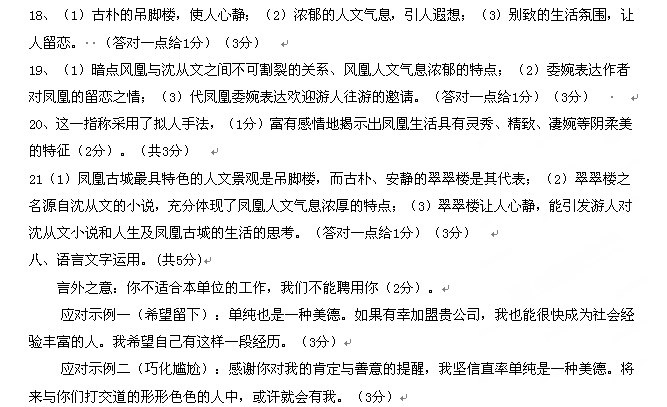 18、（1）古朴的吊脚楼，使人心静；（2）浓郁的人文气息，引人遐想；（3）别致的生活氛围，让
人留恋。··（答对一点给1分）（3分）
19、（1）暗点风凰与沈从文之间不可割裂的关系、风凰人文气息浓郁的特点；（2）委婉表达作者
对凤凰的留恋之情；（3）代凤凰委婉表达欢迎游人往游的邀请。（答对一点给1分）（3分） ·
20、这一指称采用了拟人手法，（1分）富有感情地揭示出凤凰生活具有灵秀、精致、凄婉等阴柔美
的特征（2分）。（共3分）
21（1）凤凰古城最具特色的人文景观是吊脚楼，而古朴、安静的翠翠楼是其代表；（2）翠翠楼之
名源自沈从文的小说，充分体现了凤凰人文气息浓厚的特点；（3）翠翠楼让人心静，能引发游人对
沈从文小说和人生及凤凰古城的生活的思考。（答对一点给1分）（3分）
八、语言文字运用。(共5分)
言外之意：你不适合本单位的工作，我们不能聘用你（2分）。
应对示例一（希望留下）：单纯也是一种美德。如果有幸加盟贵公司，我也能很快成为社会经
验丰富的人。我希望自己有这样一段经历。（3分）
应对示例二（巧化尴尬）：感谢你对我的肯定与善意的提醒，我坚信直率单纯是一种美德。将
来与你们打交道的形形色色的人中，或许就会有我。（3分）